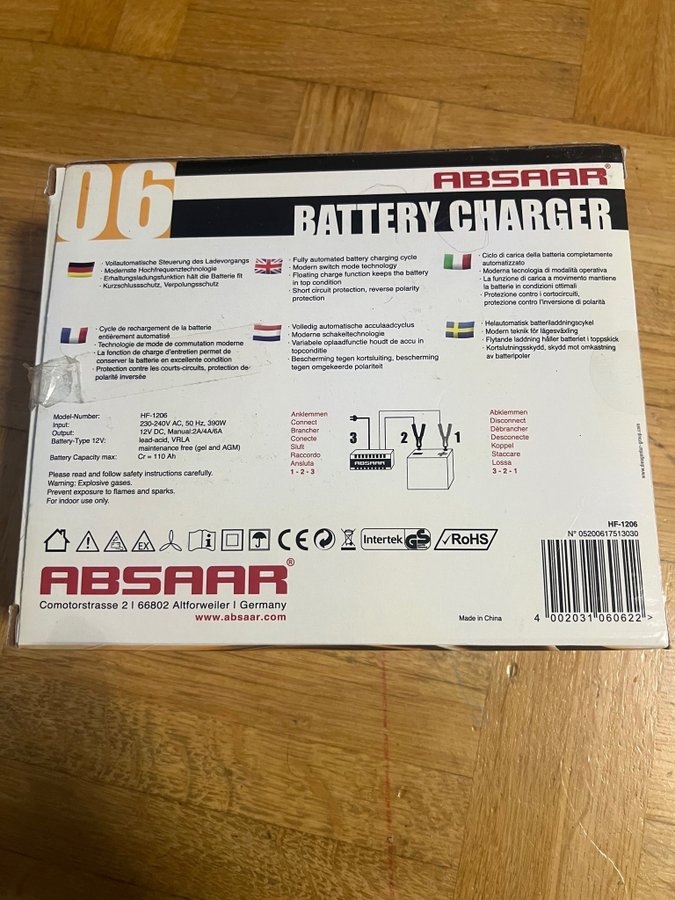 06
ABSAAR®
BATTERY CHARGER
· Vollautomatische Steuerung des Ladevorgangs
· Modernste Hochfrequenztechnologie
· Erhaltungsladungsfunktion hält die Batterie fit
· Kurzschlussschutz, Verpolungsschutz
· Fully automated battery charging cycle
· Modern switch mode technology
· Floating charge function keeps the battery
in top condition
· Short circuit protection, reverse polarity
protection
· Ciclo di carica della batteria completamente
automatizzato
· Moderna tecnologia di modalità operativa
· La funzione di carica a movimento mantiene
la batteria in condizioni ottimali
· Protezione contro i cortocircuiti,
protezione contro l'inversione di polarità
· Cycle de rechargement de la batterie
entièrement automatisé
· Technologie de mode de commutation moderne
· La fonction de charge d'entretien permet de
conserver la batterie en excellente condition
· Protection contre les courts-circuits, protection de
polarité inversée
· Volledig automatische acculaadcyclus
· Moderne schakeltechnologie
· Variabele oplaadfunctie houdt de accu in
topconditie
· Bescherming tegen kortsluiting, bescherming
tegen omgekeerde polariteit
· Helautomatisk batteriladdningscykel
· Modern teknik för lägesväxling
· Flytande laddning håller batteriet i toppskick
· Kortslutningsskydd, skydd mot omkastning
av batteripoler
Model-Number: HF-1206
Input: 230-240V AC, 50 Hz, 390W
Output: 12V DC, Manual:2A/4A/6A
Battery-Type 12V: lead-acid, VRLA
maintenance free (gel and AGM)
Battery Capacity max: Cr = 110 Ah
Please read and follow safety instructions carefully.
Warning: Explosive gases.
Prevent exposure to flames and sparks.
For indoor use only.
Anklemmen
Connect
Brancher
Conecte
Sluit
Raccordo
Ansluta
1 - 2 - 3
3 2 1
ABSAAR
- +
Abklemmen
Disconnect
Débrancher
Desconecte
Koppel
Staccare
Lossa
3 - 2 - 1
www.designstar-group.com
EX
i
CE
Intertek GS
√RoHS
HF-1206
N° 05200617513030
ABSAAR®
Comotorstrasse 2 | 66802 Altforweiler | Germany
www.absaar.com
Made in China
4 002031 060622 >